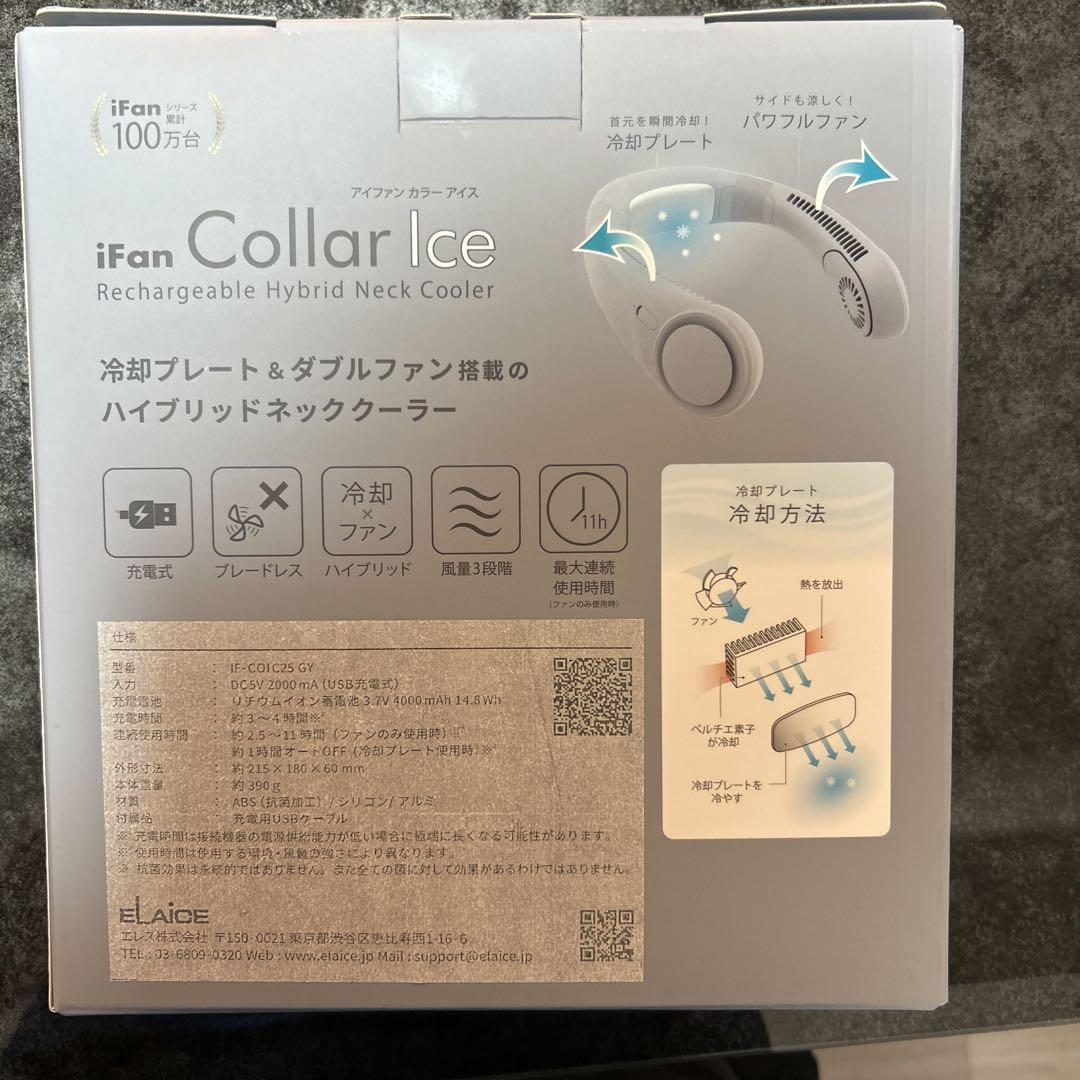 iFan シリーズ累計
100万台
首元を瞬間冷却！
冷却プレート
サイドも涼しく！
パワフルファン
アイファン カラー アイス
iFan Collar Ice
Rechargeable Hybrid Neck Cooler
冷却プレート&ダブルファン搭載の
ハイブリッドネッククーラー
充電式
ブレードレス
冷却
×
ファン
ハイブリッド
風量3段階
11h
最大連続
使用時間
(ファンのみ使用時)
冷却プレート
冷却方法
ファン
熱を放出
ペルチエ素子
が冷却
冷却プレートを
冷やす
仕様
型番 : IF-COIC25 GY
入力 : DC5V 2000mA (USB充電式)
充電電池 : リチウムイオン蓄電池 3.7V 4000mAh 14.8Wh
充電時間 : 約3〜4時間※
連続使用時間 : 約2.5〜11時間 (ファンのみ使用時)※
約1時間オートOFF (冷却プレート使用時)※
外形寸法 : 約215×180×60mm
本体重量 : 約390g
材質 : ABS (抗菌加工) / シリコン/ アルミ
付属品 : 充電用USBケーブル
※ 充電時間は接続機器の電源供給能力が低い場合に極端に長くなる可能性があります。
※ 使用時間は使用する環境・風量の強さにより異なります。
※ 抗菌効果は永続的ではありません。また全ての菌に対して効果があるわけではありません。
ELAiCE
エレス株式会社 〒150-0021 東京都渋谷区恵比寿西1-16-6
TEL : 03-6809-0320 Web : www.elaice.jp Mail : support@elaice.jp